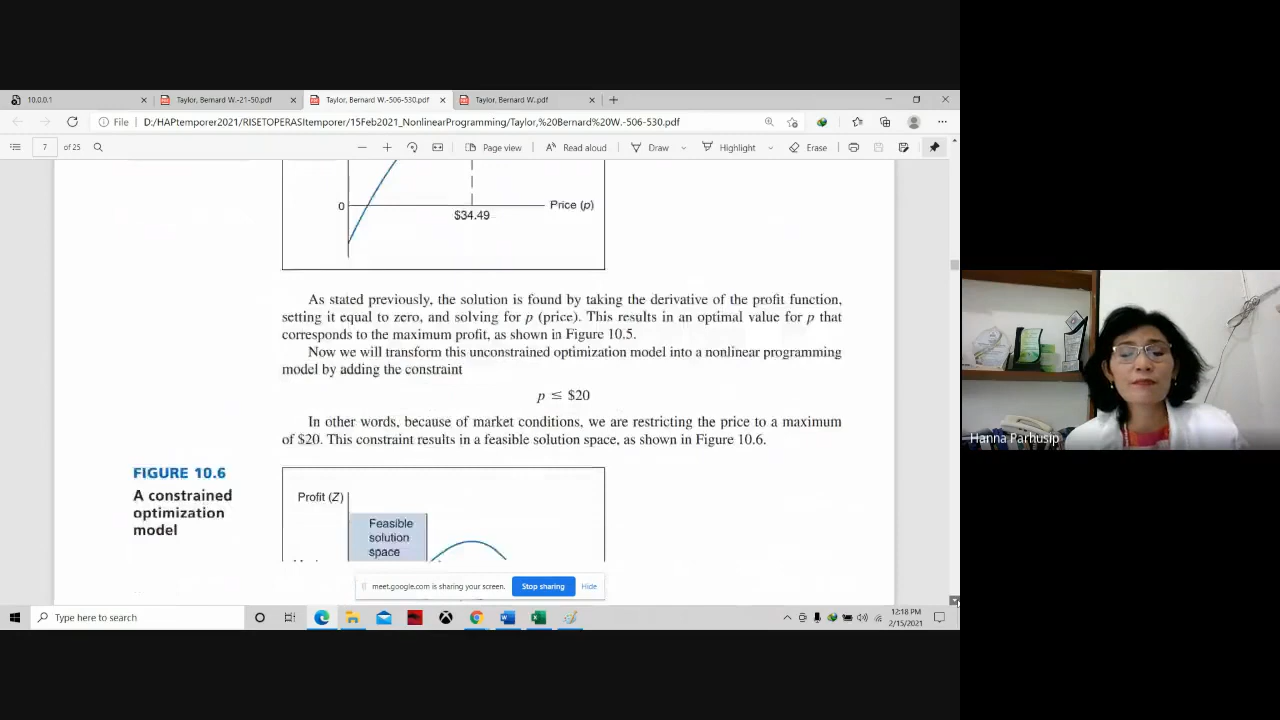 10.0.0.1
Taylor, Bernard W.-21-50.pdf
Taylor, Bernard W.-506-530.pdf
Taylor, Bernard W..pdf
File
D:/HAPtemporer2021/RISETOPERASItemporer/15Feb2021_NonlinearProgramming/Taylor,%20Bernard%20W.-506-530.pdf
7 of 25
Page view
Read aloud
Draw
Highlight
Erase
0
$34.49
Price (p)
As stated previously, the solution is found by taking the derivative of the profit function,
setting it equal to zero, and solving for p (price). This results in an optimal value for p that
corresponds to the maximum profit, as shown in Figure 10.5.
Now we will transform this unconstrained optimization model into a nonlinear programming
model by adding the constraint
p ≤ $20
In other words, because of market conditions, we are restricting the price to a maximum
of $20. This constraint results in a feasible solution space, as shown in Figure 10.6.
FIGURE 10.6
A constrained
optimization
model
Profit (Z)
Feasible
solution
space
meet.google.com is sharing your screen.
Stop sharing
Hide
Hanna Parhusip
Type here to search
12:18 PM
2/15/2021